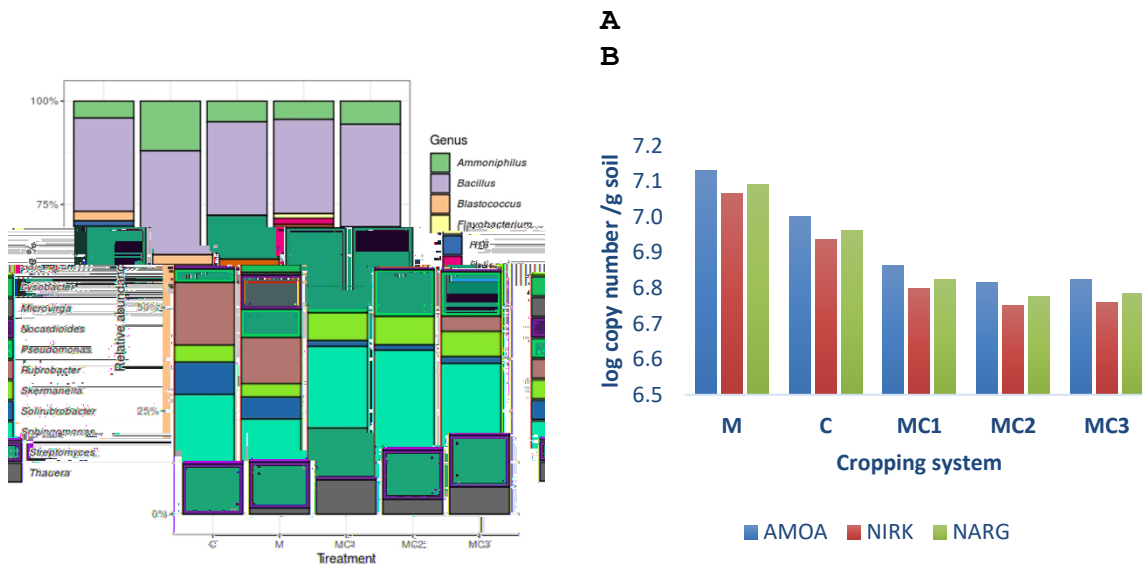 A
B
100%
75%
25%
0%
Relative abundance
Genus
Ammoniphilus
Bacillus
Blastococcus
Flavobacterium
Lysobacter
Microvirga
Nocardioides
Pseudomonas
Rubrobacter
Skermanella
Solirubrobacter
Sphingomonas
Streptomyces
Thauera
C M MC1 MC2 MC3
Treatment
log copy number /g soil
7.2
7.1
7.0
6.9
6.8
6.7
6.6
6.5
M C MC1 MC2 MC3
Cropping system
AMOA NIRK NARG